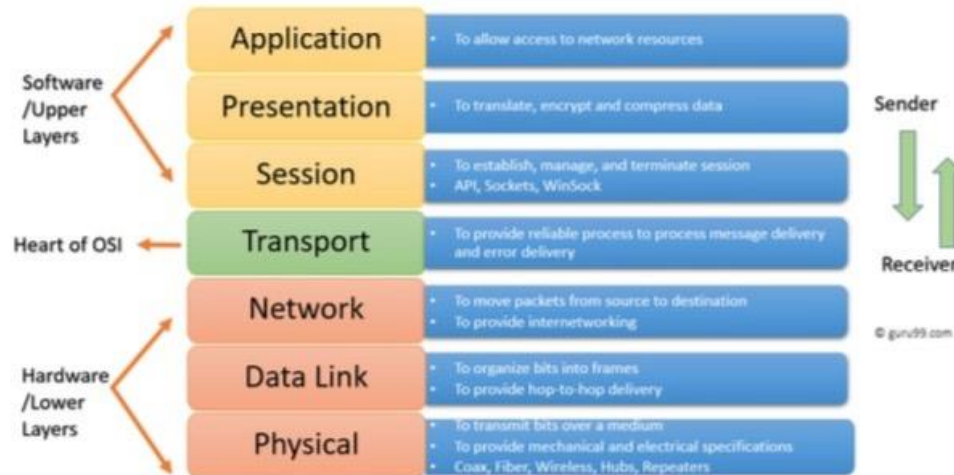 Application
• To allow access to network resources
Software
/Upper
Layers
Presentation
• To translate, encrypt and compress data
Sender
Session
• To establish, manage, and terminate session
• API, Sockets, WinSock
Heart of OSI
Transport
• To provide reliable process to process message delivery
and error delivery
Receiver
Network
• To move packets from source to destination
• To provide internetworking
© guru99.com
Hardware
/Lower
Layers
Data Link
• To organize bits into frames
• To provide hop-to-hop delivery
Physical
• To transmit bits over a medium
• To provide mechanical and electrical specifications
• Coax, Fiber, Wireless, Hubs, Repeaters